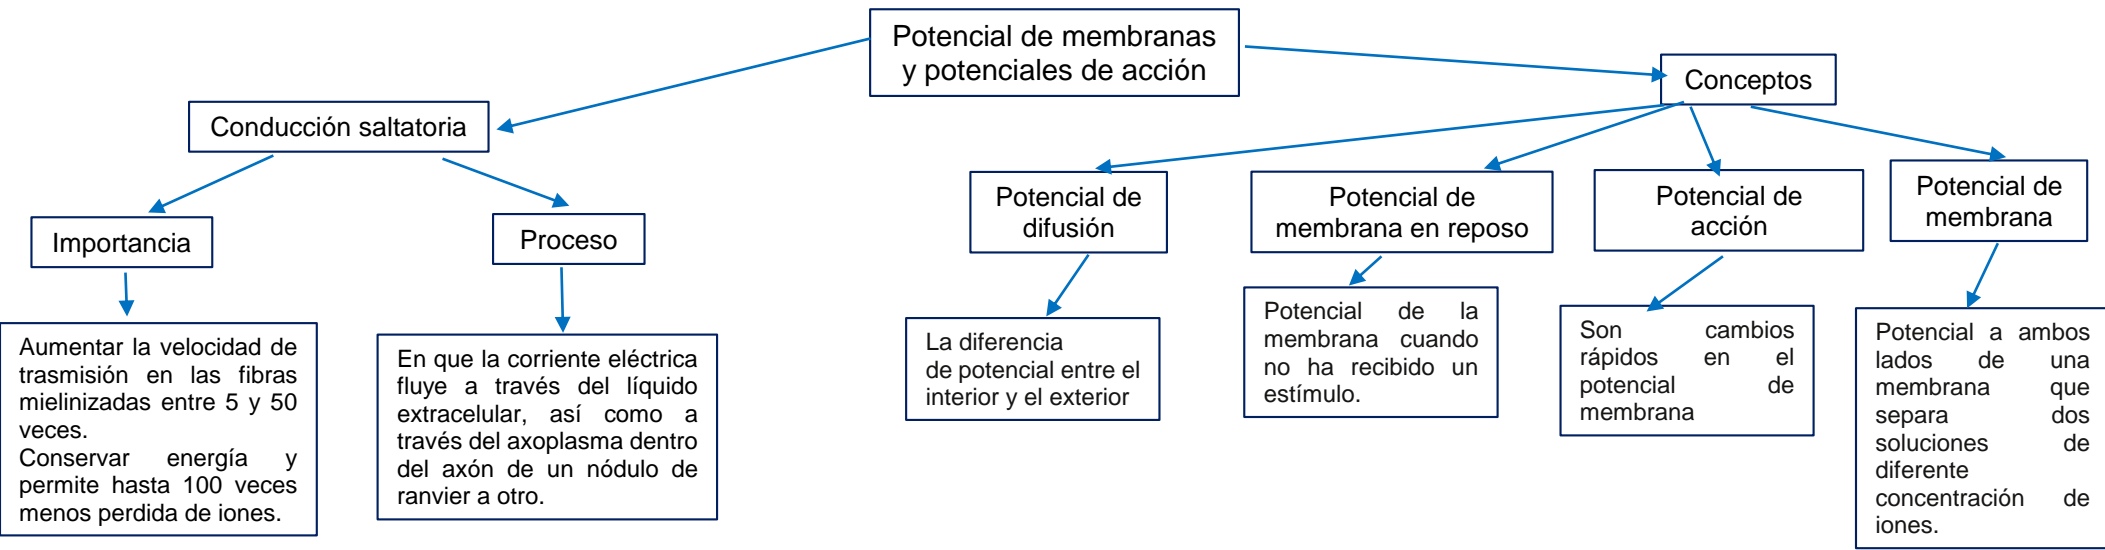 Potencial de membranas
y potenciales de acción
Conceptos
Conducción saltatoria
Potencial de
difusión
Potencial de
membrana en reposo
Potencial de
acción
Potencial de
membrana
Importancia
Proceso
Aumentar la velocidad de
trasmisión en las fibras
mielinizadas entre 5 y 50
veces.
Conservar energía y
permite hasta 100 veces
menos perdida de iones.
En que la corriente eléctrica
fluye a través del líquido
extracelular, así como a
través del axoplasma dentro
del axón de un nódulo de
ranvier a otro.
La diferencia
de potencial entre el
interior y el exterior
Potencial de la
membrana cuando
no ha recibido un
estímulo.
Son cambios
rápidos en el
potencial de
membrana
Potencial a ambos
lados de una
membrana que
separa dos
soluciones de
diferente
concentración de
iones.